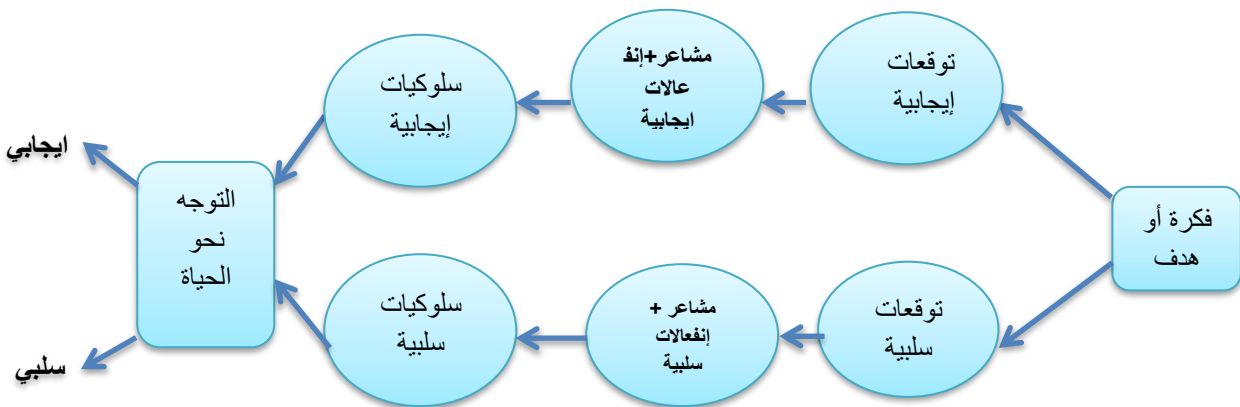 فكرة أو
هدف
توقعات
إيجابية
مشاعر+إنف
عالات
ايجابية
سلوكيات
إيجابية
توقعات
سلبية
مشاعر +
إنفعالات
سلبية
سلوكيات
سلبية
التوجه
نحو
الحياة
ايجابي
سلبي